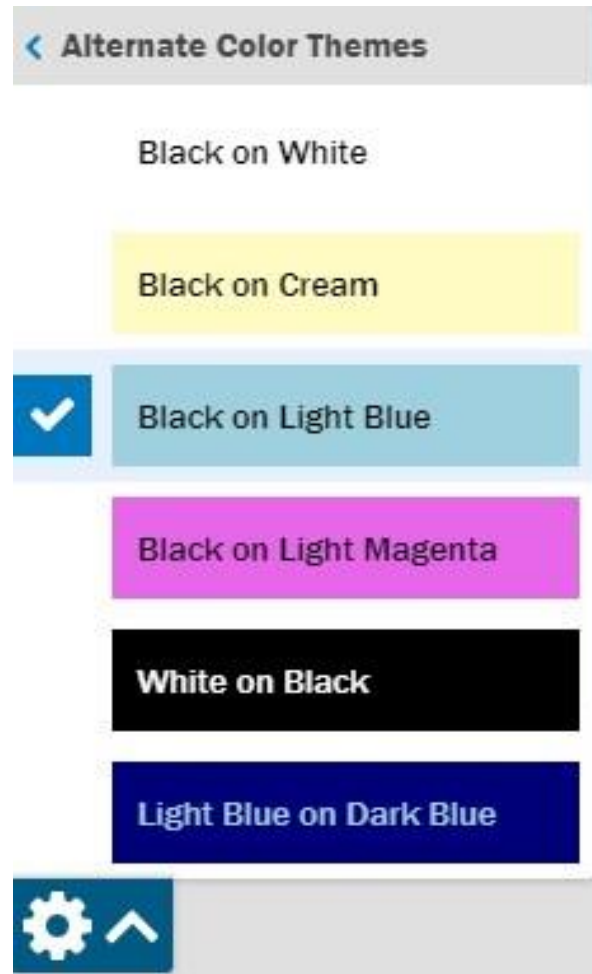 Alternate Color Themes
Black on White
Black on Cream
Black on Light Blue
Black on Light Magenta
White on Black
Light Blue on Dark Blue